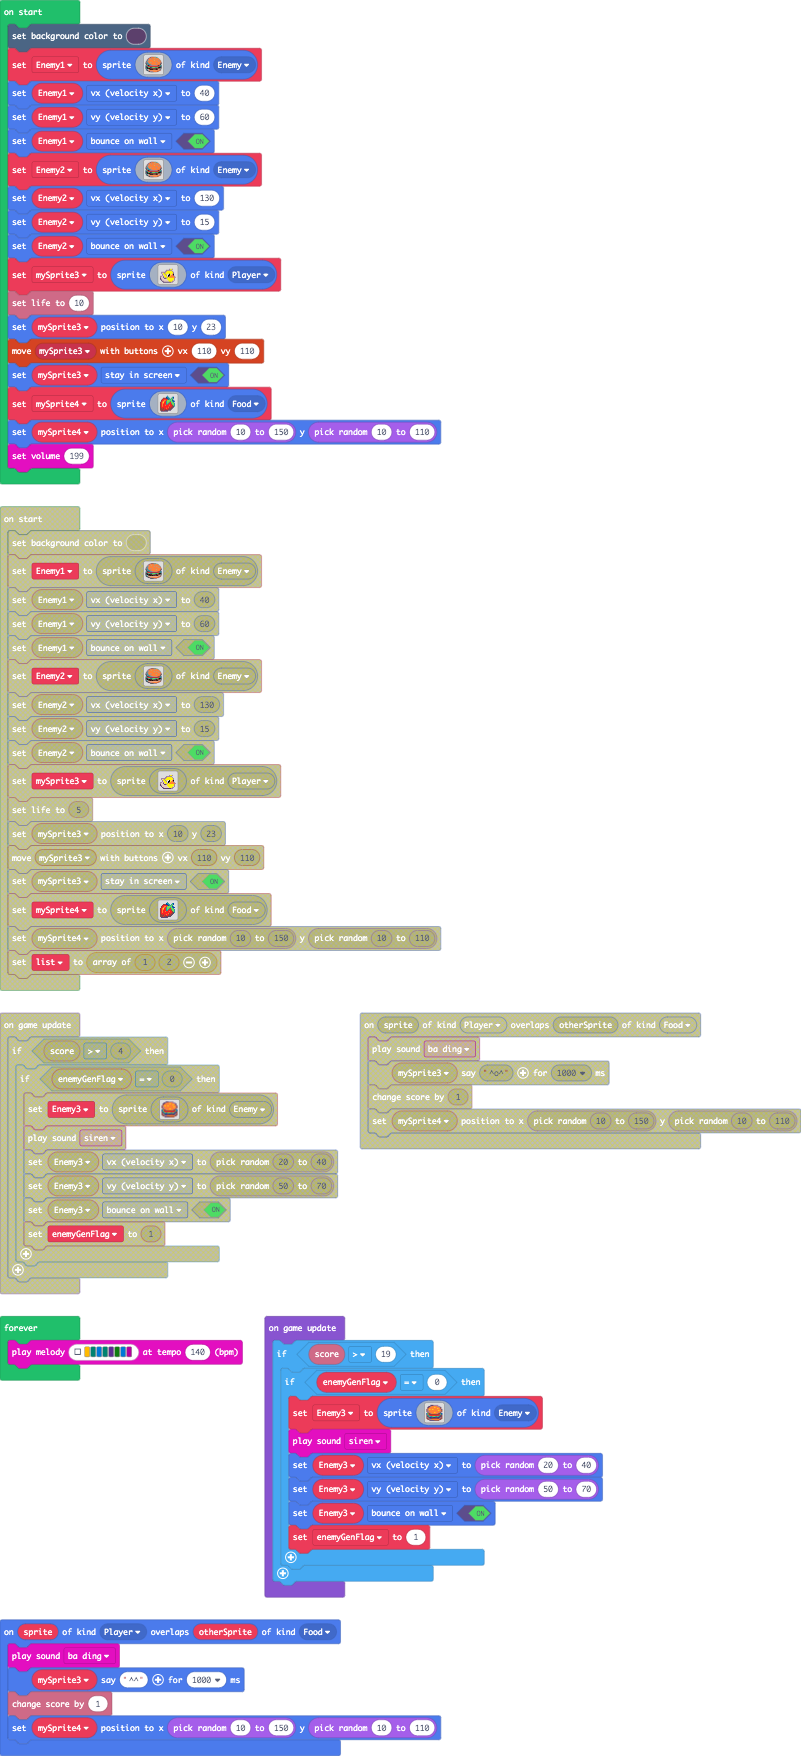 on start
set background color to
set Enemy1 to sprite of kind Enemy
set Enemy1 vx (velocity x) to 40
set Enemy1 vy (velocity y) to 60
set Enemy1 bounce on wall ON
set Enemy2 to sprite of kind Enemy
set Enemy2 vx (velocity x) to 130
set Enemy2 vy (velocity y) to 15
set Enemy2 bounce on wall ON
set mySprite3 to sprite of kind Player
set life to 10
set mySprite3 position to x 10 y 23
move mySprite3 with buttons vx 110 vy 110
set mySprite3 stay in screen ON
set mySprite4 to sprite of kind Food
set mySprite4 position to x pick random 10 to 150 y pick random 10 to 110
set volume 199
on start
set background color to
set Enemy1 to sprite of kind Enemy
set Enemy1 vx (velocity x) to 40
set Enemy1 vy (velocity y) to 60
set Enemy1 bounce on wall ON
set Enemy2 to sprite of kind Enemy
set Enemy2 vx (velocity x) to 130
set Enemy2 vy (velocity y) to 15
set Enemy2 bounce on wall ON
set mySprite3 to sprite of kind Player
set life to 5
set mySprite3 position to x 10 y 23
move mySprite3 with buttons vx 110 vy 110
set mySprite3 stay in screen ON
set mySprite4 to sprite of kind Food
set mySprite4 position to x pick random 10 to 150 y pick random 10 to 110
set list to array of 1 2
on game update
if score > 4 then
if enemyGenFlag = 0 then
set Enemy3 to sprite of kind Enemy
play sound siren
set Enemy3 vx (velocity x) to pick random 20 to 40
set Enemy3 vy (velocity y) to pick random 50 to 70
set Enemy3 bounce on wall ON
set enemyGenFlag to 1
on sprite of kind Player overlaps otherSprite of kind Food
play sound ba ding
mySprite3 say "^o^" for 1000 ms
change score by 1
set mySprite4 position to x pick random 10 to 150 y pick random 10 to 110
forever
play melody at tempo 140 (bpm)
on game update
if score > 19 then
if enemyGenFlag = 0 then
set Enemy3 to sprite of kind Enemy
play sound siren
set Enemy3 vx (velocity x) to pick random 20 to 40
set Enemy3 vy (velocity y) to pick random 50 to 70
set Enemy3 bounce on wall ON
set enemyGenFlag to 1
on sprite of kind Player overlaps otherSprite of kind Food
play sound ba ding
mySprite3 say "^^" for 1000 ms
change score by 1
set mySprite4 position to x pick random 10 to 150 y pick random 10 to 110